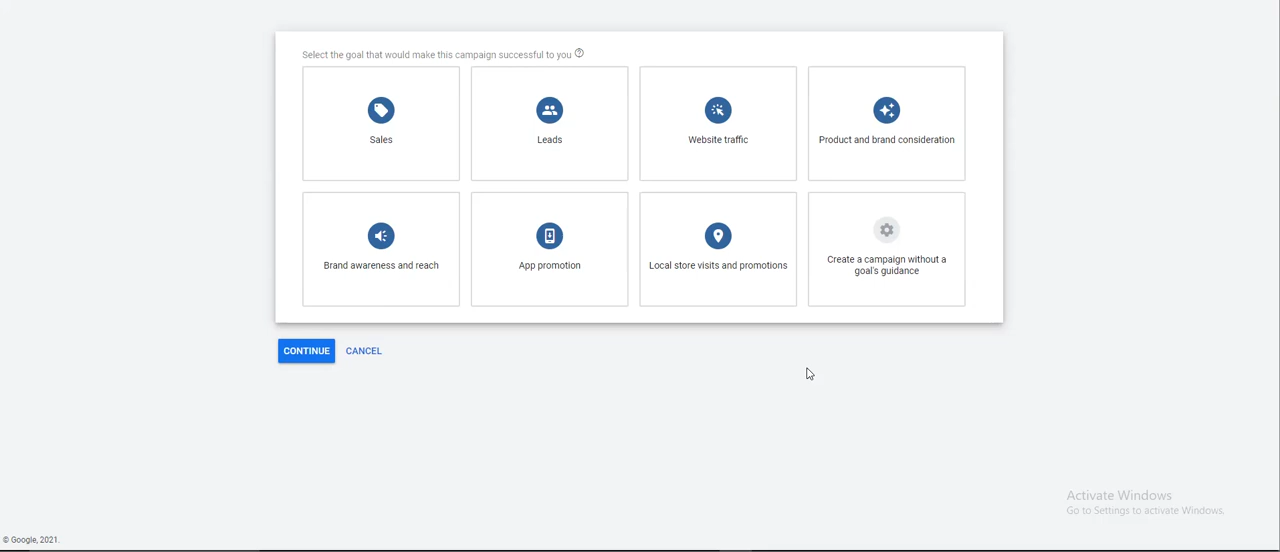 Select the goal that would make this campaign successful to you
Sales
Leads
Website traffic
Product and brand consideration
Brand awareness and reach
App promotion
Local store visits and promotions
Create a campaign without a
goal's guidance
CONTINUE
CANCEL
Activate Windows
Go to Settings to activate Windows.
© Google, 2021.